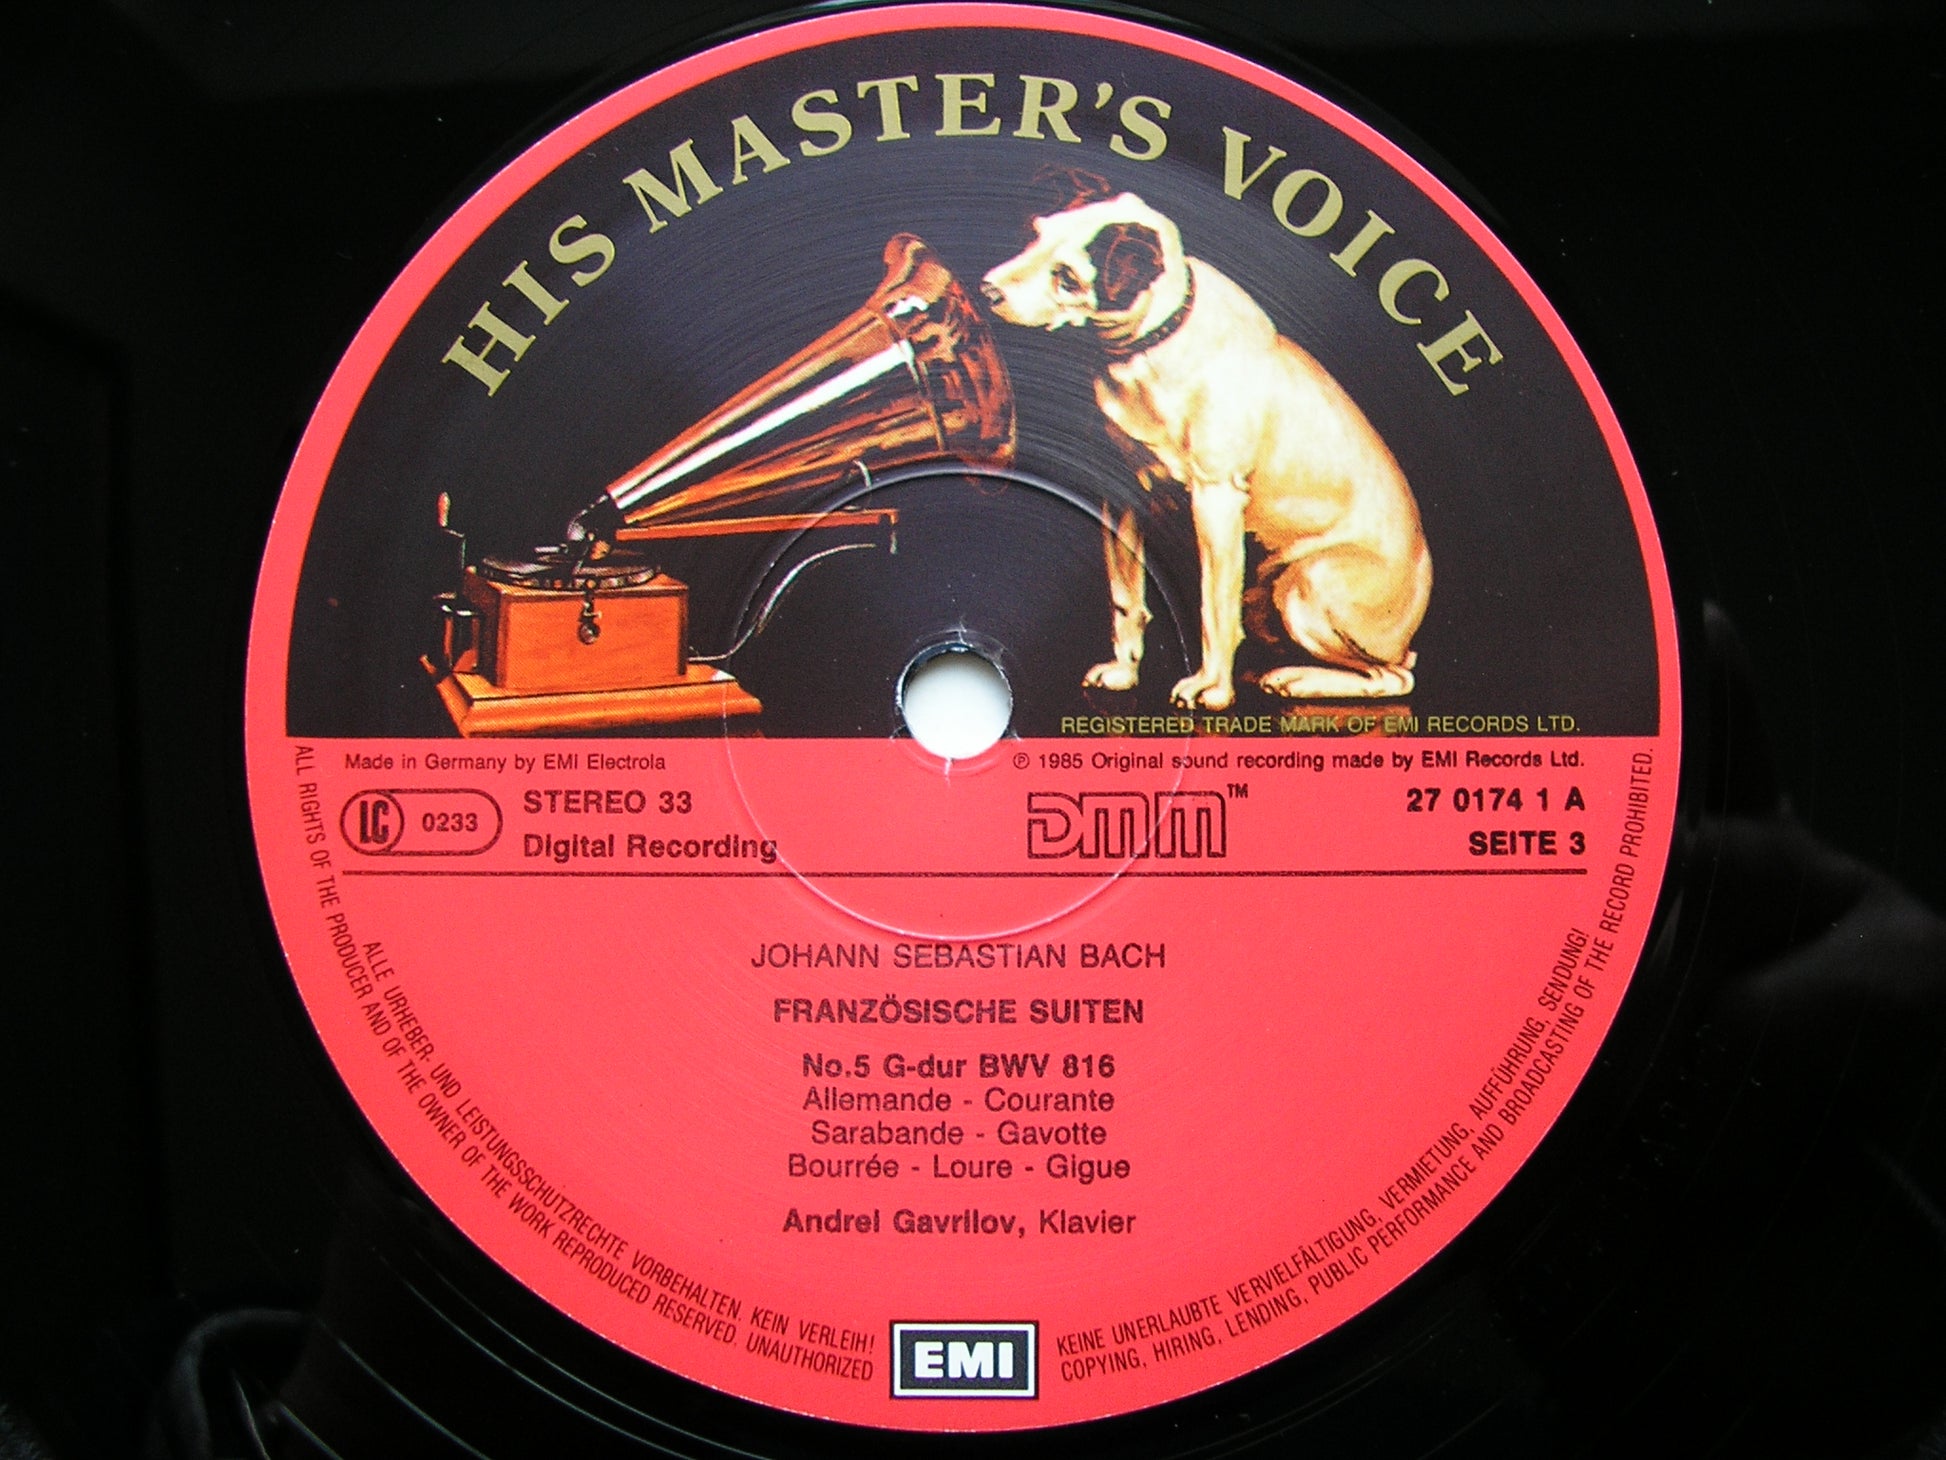 HIS MASTER'S VOICE
REGISTERED TRADE MARK OF EMI RECORDS LTD.
Made in Germany by EMI Electrola
℗ 1985 Original sound recording made by EMI Records Ltd.
LC 0233
STEREO 33
Digital Recording
DMM™
27 0174 1 A
SEITE 3
JOHANN SEBASTIAN BACH
FRANZÖSISCHE SUITEN
No.5 G-dur BWV 816
Allemande - Courante
Sarabande - Gavotte
Bourrée - Loure - Gigue
Andrei Gavrilov, Klavier
ALLE URHEBER- UND LEISTUNGSSCHUTZRECHTE VORBEHALTEN. KEIN VERLEIH! KEINE UNERLAUBTE VERVIELFÄLTIGUNG, VERMIETUNG, AUFFÜHRUNG, SENDUNG!
ALL RIGHTS OF THE PRODUCER AND OF THE OWNER OF THE WORK REPRODUCED RESERVED. UNAUTHORIZED COPYING, HIRING, LENDING, PUBLIC PERFORMANCE AND BROADCASTING OF THE RECORD PROHIBITED.
EMI